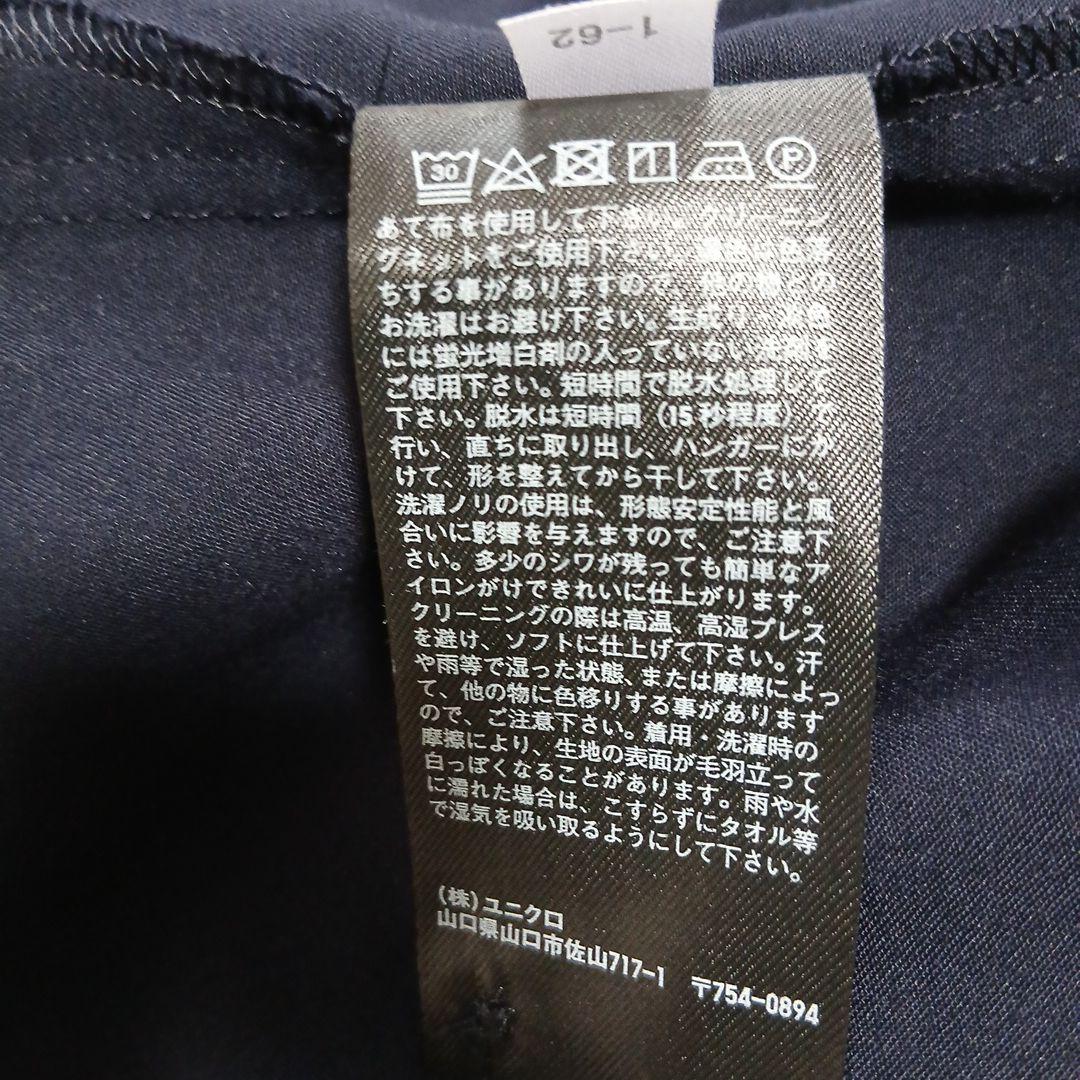 1-62
30
P
あて布を使用して下さい。クリーニン
グネットをご使用下さい。濃色は色落
ちする事がありますので、他の物との
お洗濯はお避け下さい。生成り、淡色
には蛍光増白剤の入っていない洗剤を
ご使用下さい。短時間で脱水処理して
下さい。脱水は短時間(15秒程度)で
行い、直ちに取り出し、ハンガーにか
けて、形を整えてから干して下さい。
洗濯ノリの使用は、形態安定性能と風
合いに影響を与えますので、ご注意下
さい。多少のシワが残っても簡単なア
イロンがけできれいに仕上がります。
クリーニングの際は高温、高湿プレス
を避け、ソフトに仕上げて下さい。汗
や雨等で湿った状態、または摩擦によっ
て、他の物に色移りする事があります
ので、ご注意下さい。着用・洗濯時の
摩擦により、生地の表面が毛羽立って
白っぽくなることがあります。雨や水
に濡れた場合は、こすらずにタオル等
で湿気を吸い取るようにして下さい。
(株)ユニクロ
山口県山口市佐山717-1 〒754-0894